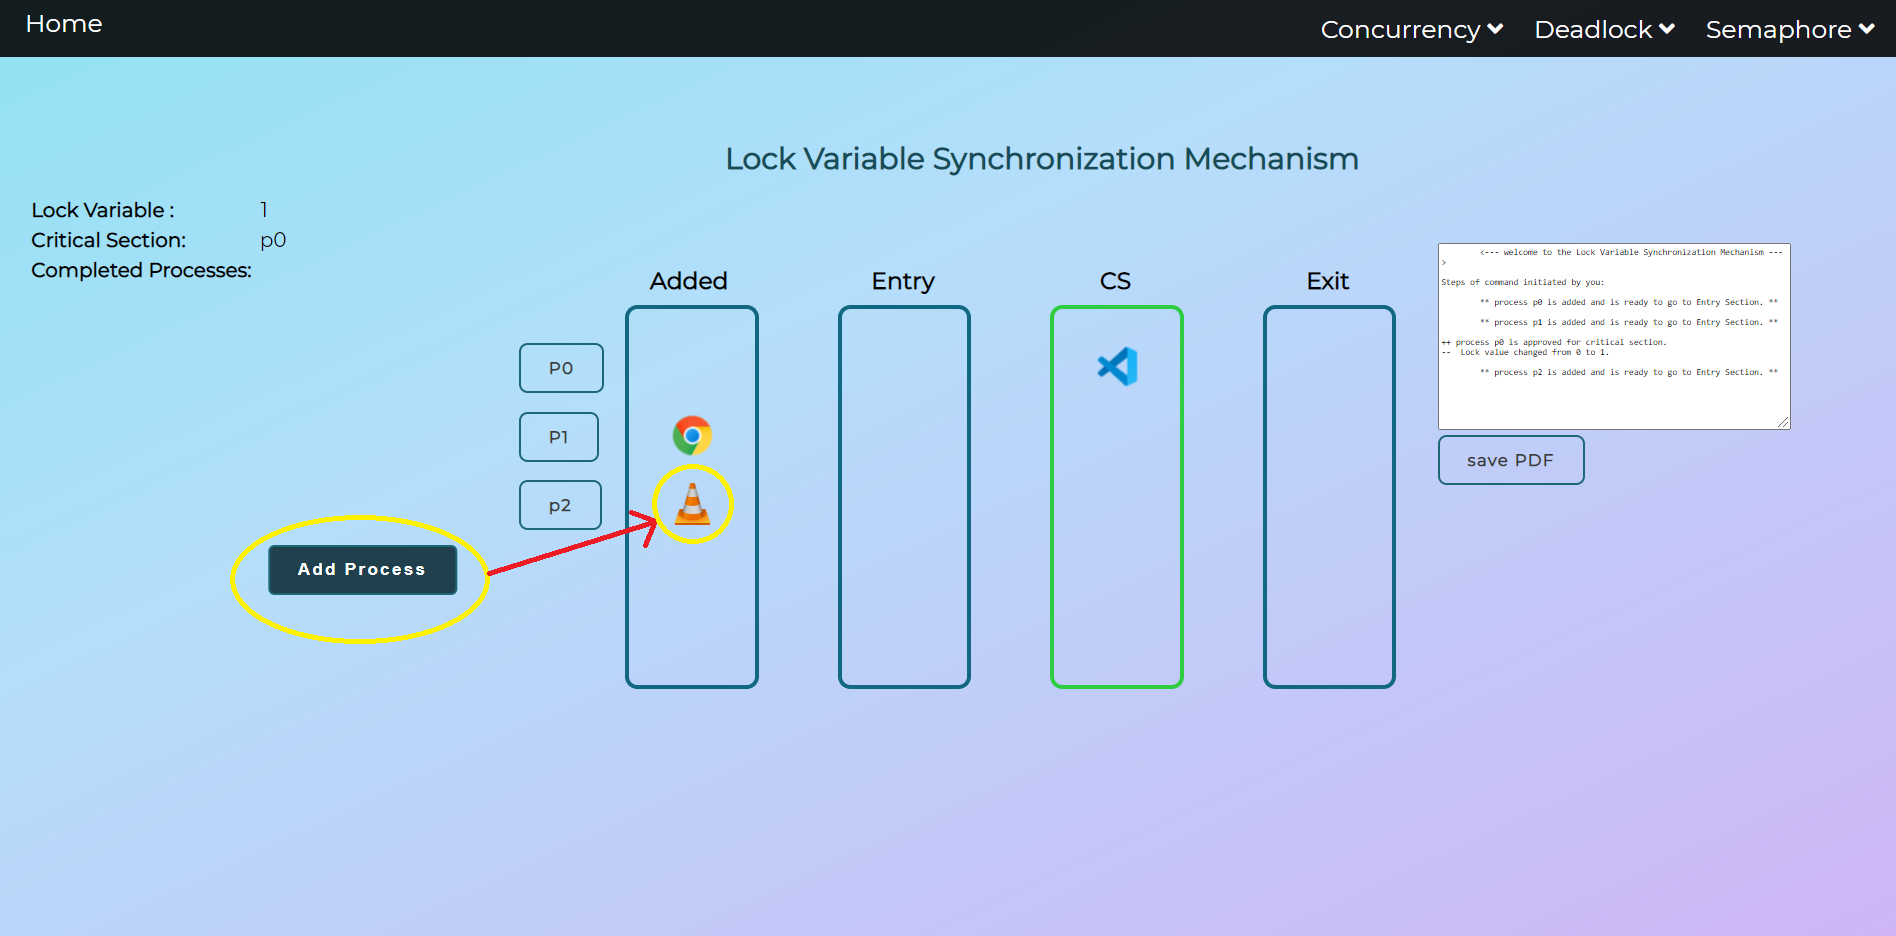 Home
Concurrency
Deadlock
Semaphore
Lock Variable Synchronization Mechanism
Lock Variable : 1
Critical Section: p0
Completed Processes:
Added
Entry
CS
Exit
P0
P1
p2
Add Process
<--- welcome to the Lock Variable Synchronization Mechanism ---
>
Steps of command initiated by you:
** process p0 is added and is ready to go to Entry Section. **
** process p1 is added and is ready to go to Entry Section. **
++ process p0 is approved for critical section.
-- Lock value changed from 0 to 1.
** process p2 is added and is ready to go to Entry Section. **
save PDF